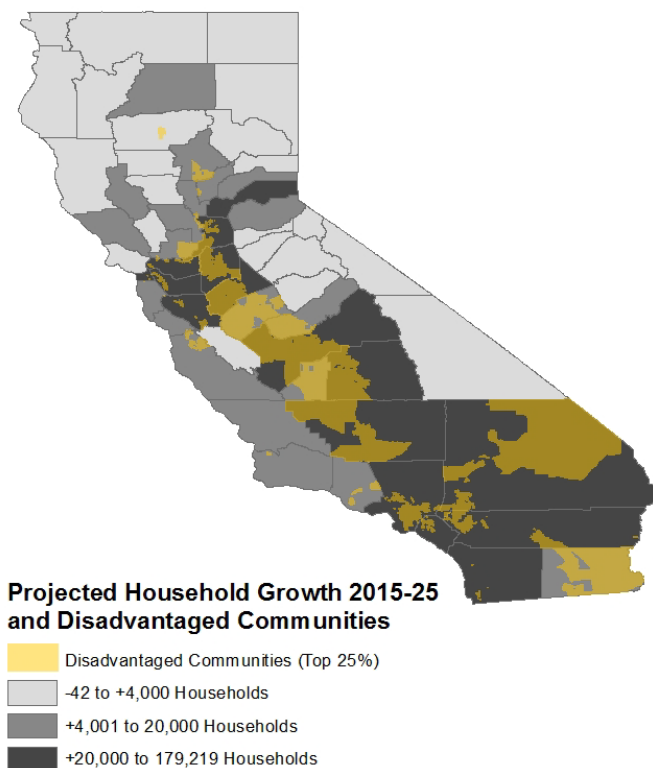 Projected Household Growth 2015-25
and Disadvantaged Communities
Disadvantaged Communities (Top 25%)
-42 to +4,000 Households
+4,001 to 20,000 Households
+20,000 to 179,219 Households